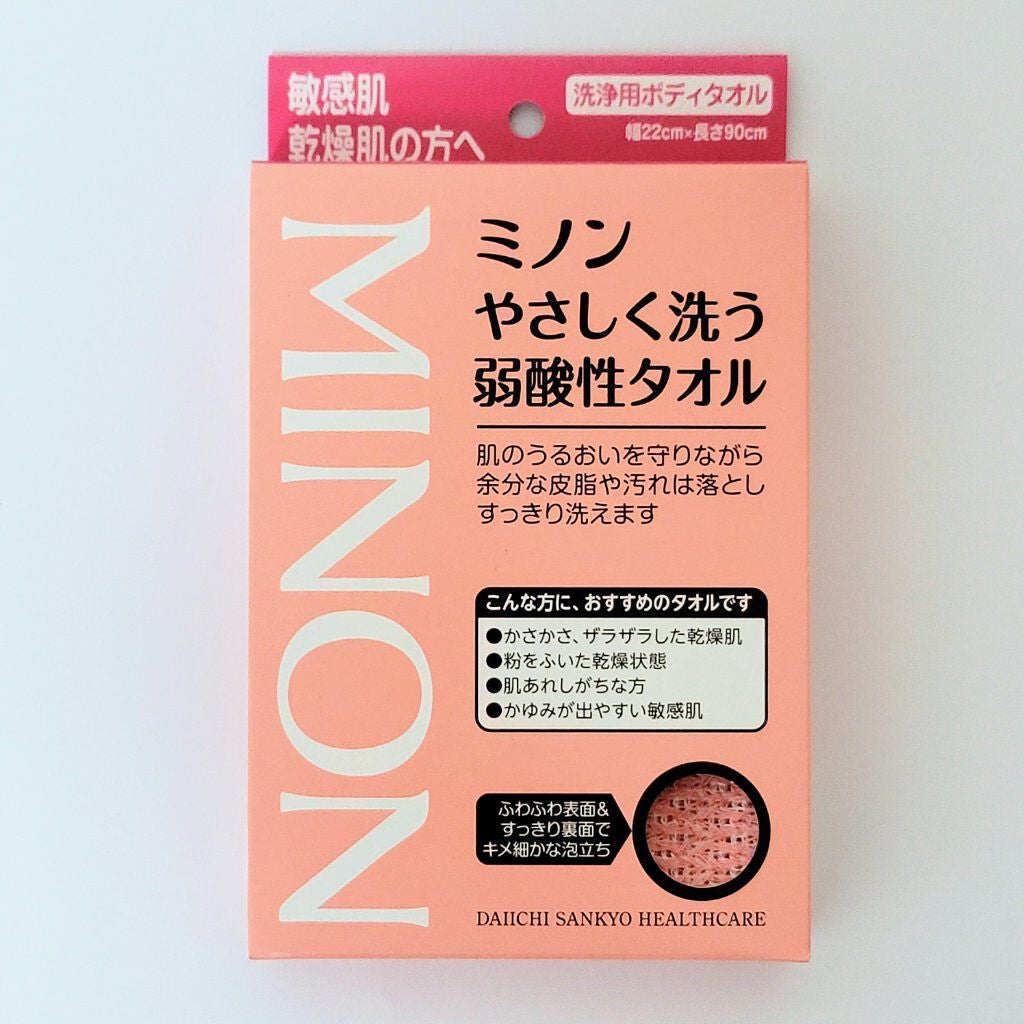 敏感肌
乾燥肌の方へ
洗浄用ボディタオル
幅22cm×長さ90cm
MINON
ミノン
やさしく洗う
弱酸性タオル
肌のうるおいを守りながら
余分な皮脂や汚れは落とし
すっきり洗えます
こんな方に、おすすめのタオルです
●かさかさ、ザラザラした乾燥肌
●粉をふいた乾燥状態
●肌あれしがちな方
●かゆみが出やすい敏感肌
ふわふわ表面&
すっきり裏面で
キメ細かな泡立ち
DAIICHI SANKYO HEALTHCARE